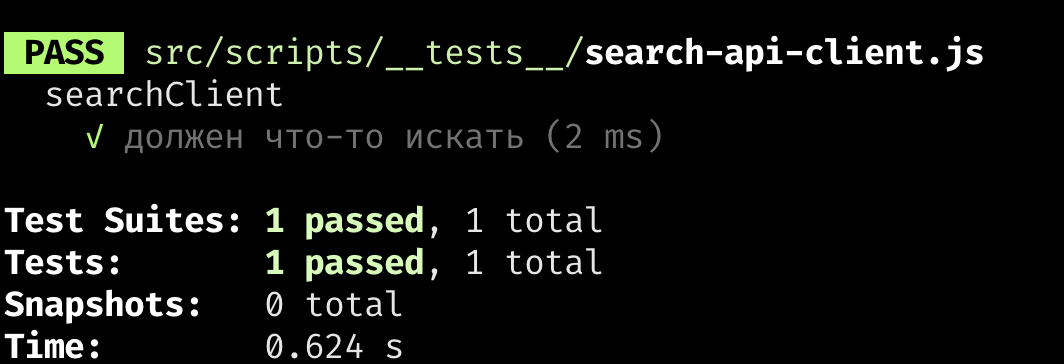 PASS src/scripts/__tests__/search-api-client.js
searchClient
√ должен что-то искать (2 ms)
Test Suites: 1 passed, 1 total
Tests: 1 passed, 1 total
Snapshots: 0 total
Time: 0.624 s